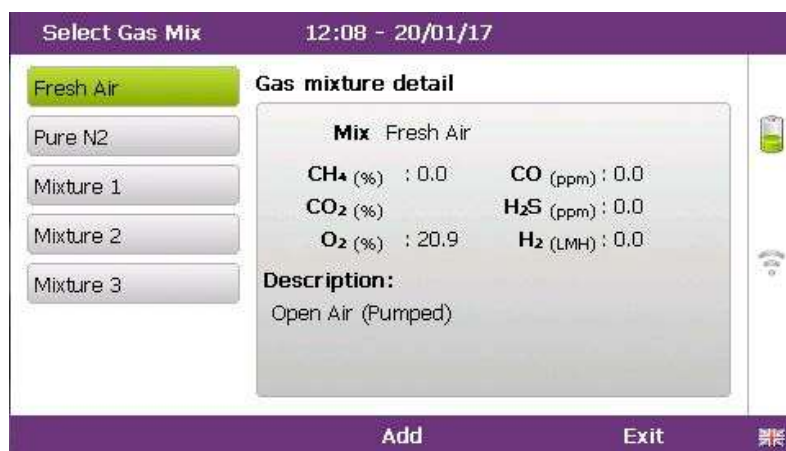 Select Gas Mix 12:08 - 20/01/17
Fresh Air
Pure N2
Mixture 1
Mixture 2
Mixture 3
Gas mixture detail
Mix Fresh Air
CH₄ (%) : 0.0 CO (ppm) : 0.0
CO₂ (%) H₂S (ppm) : 0.0
O₂ (%) : 20.9 H₂ (LMH) : 0.0
Description:
Open Air (Pumped)
Add Exit